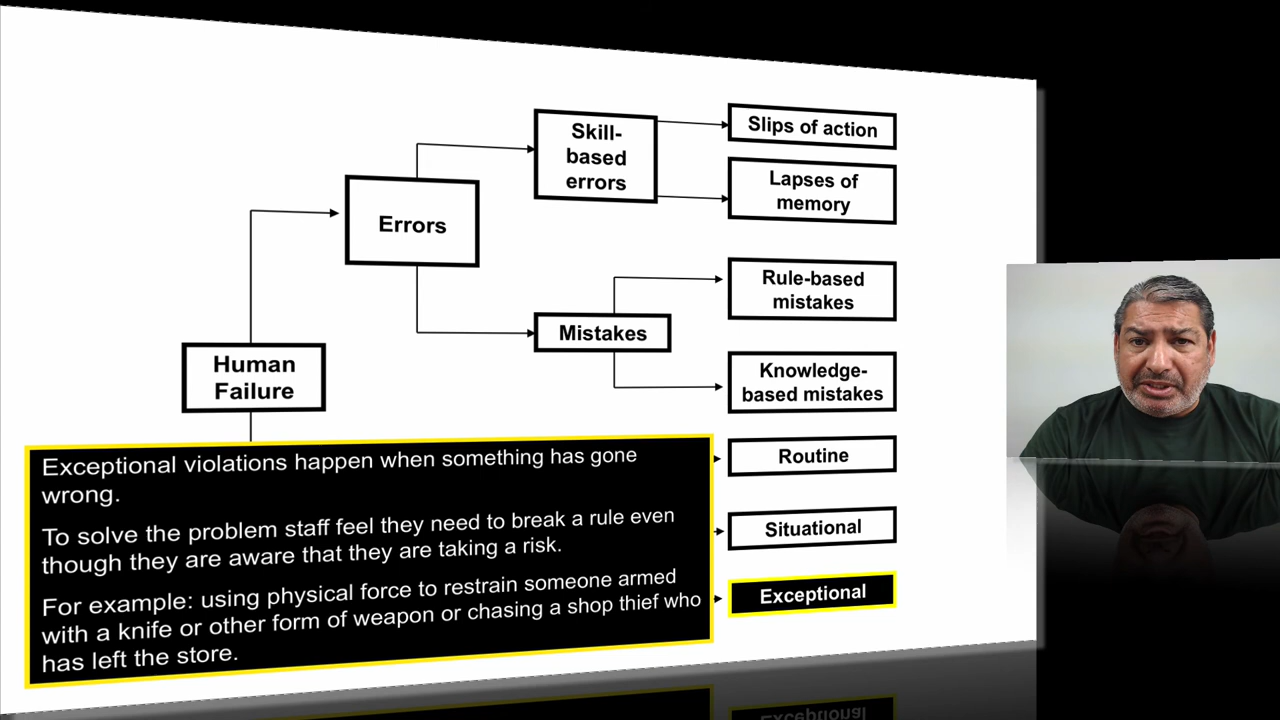 Slips of action
Skill-
based
errors
Lapses of
memory
Errors
Rule-based
mistakes
Mistakes
Human
Failure
Knowledge-
based mistakes
Exceptional violations happen when something has gone
wrong.
To solve the problem staff feel they need to break a rule even
though they are aware that they are taking a risk.
For example: using physical force to restrain someone armed
with a knife or other form of weapon or chasing a shop thief who
has left the store.
Routine
Situational
Exceptional
Exceptional